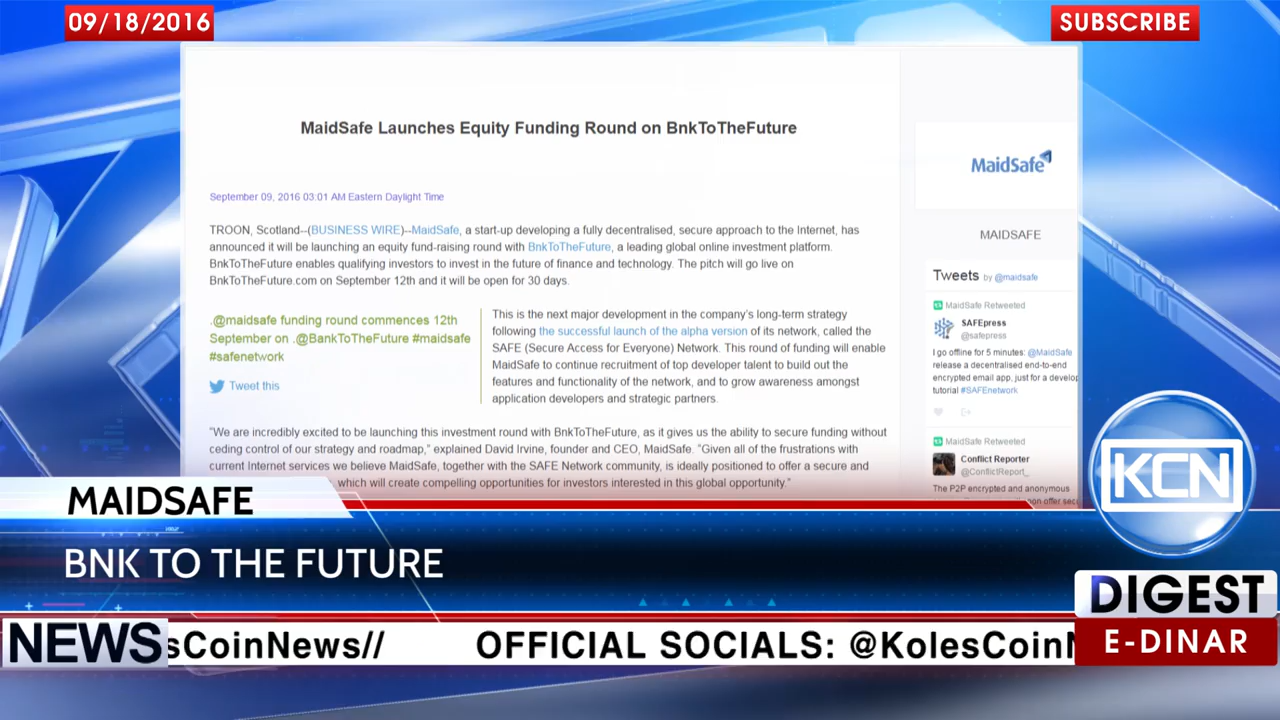 09/18/2016
SUBSCRIBE
MaidSafe Launches Equity Funding Round on BnkToTheFuture
September 09, 2016 03:01 AM Eastern Daylight Time
TROON, Scotland--(BUSINESS WIRE)--MaidSafe, a start-up developing a fully decentralised, secure approach to the Internet, has
announced it will be launching an equity fund-raising round with BnkToTheFuture, a leading global online investment platform.
BnkToTheFuture enables qualifying investors to invest in the future of finance and technology. The pitch will go live on
BnkToTheFuture.com on September 12th and it will be open for 30 days.
.@maidsafe funding round commences 12th
September on .@BankToTheFuture #maidsafe
#safenetwork
Tweet this
This is the next major development in the company's long-term strategy
following the successful launch of the alpha version of its network, called the
SAFE (Secure Access for Everyone) Network. This round of funding will enable
MaidSafe to continue recruitment of top developer talent to build out the
features and functionality of the network, and to grow awareness amongst
application developers and strategic partners.
"We are incredibly excited to be launching this investment round with BnkToTheFuture, as it gives us the ability to secure funding without
ceding control of our strategy and roadmap," explained David Irvine, founder and CEO, MaidSafe. "Given all of the frustrations with
current Internet services we believe MaidSafe, together with the SAFE Network community, is ideally positioned to offer a secure and
, which will create compelling opportunities for investors interested in this global opportunity."
MaidSafe
MAIDSAFE
Tweets by @maidsafe
MaidSafe Retweeted
SAFEpress
@safepress
I go offline for 5 minutes: @MaidSafe
release a decentralised end-to-end
encrypted email app, just for a develop
tutorial #SAFEnetwork
MaidSafe Retweeted
Conflict Reporter
@ConflictReport_
The P2P encrypted and anonymous
offer secu
MAIDSAFE
BNK TO THE FUTURE
KCN
DIGEST
E-DINAR
NEWS
sCoinNews// OFFICIAL SOCIALS: @KolesCoinN